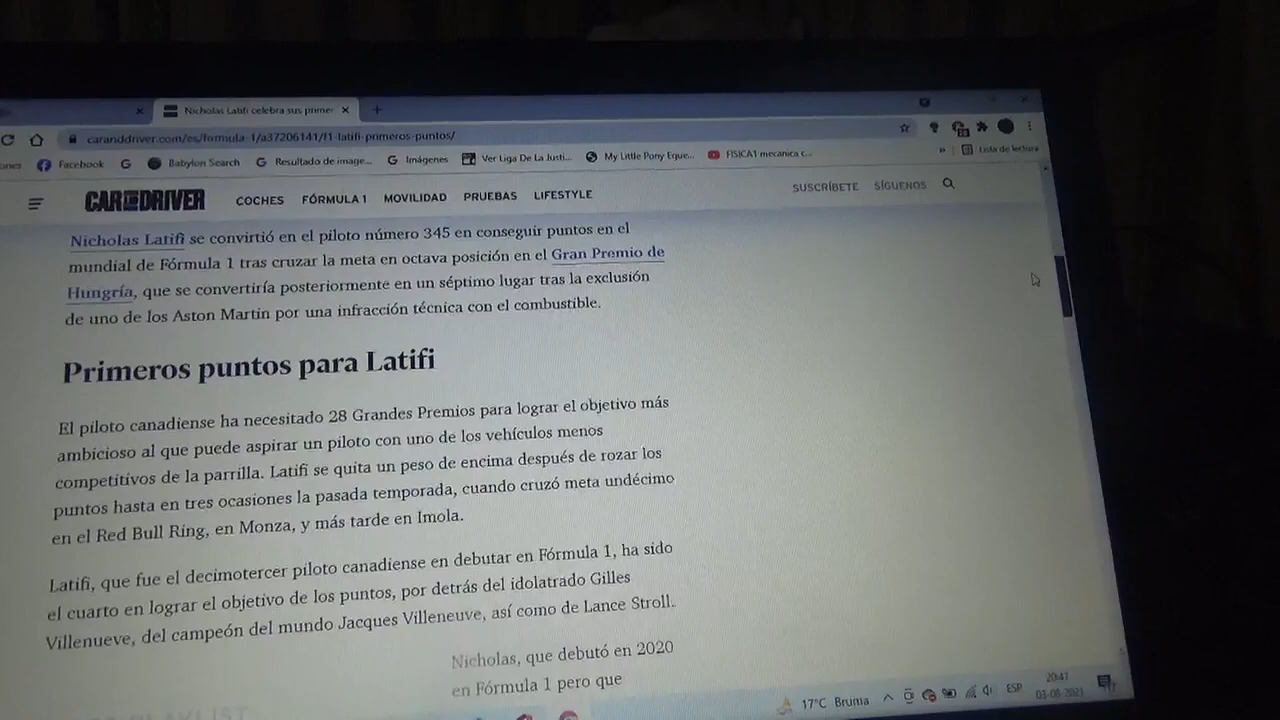 Nicholas Latifi celebra sus primer
caranddriver.com/es/formula-1/a37206141/f1-latifi-primeros-puntos/
Facebook Babylon Search Resultado de image... Imágenes Ver Liga De La Justi... My Little Pony Eque... FISICA1 mecanica c... » Lista de lectura
CAR AND DRIVER COCHES FÓRMULA 1 MOVILIDAD PRUEBAS LIFESTYLE SUSCRÍBETE SÍGUENOS
Nicholas Latifi se convirtió en el piloto número 345 en conseguir puntos en el
mundial de Fórmula 1 tras cruzar la meta en octava posición en el Gran Premio de
Hungría, que se convertiría posteriormente en un séptimo lugar tras la exclusión
de uno de los Aston Martin por una infracción técnica con el combustible.
Primeros puntos para Latifi
El piloto canadiense ha necesitado 28 Grandes Premios para lograr el objetivo más
ambicioso al que puede aspirar un piloto con uno de los vehículos menos
competitivos de la parrilla. Latifi se quita un peso de encima después de rozar los
puntos hasta en tres ocasiones la pasada temporada, cuando cruzó meta undécimo
en el Red Bull Ring, en Monza, y más tarde en Imola.
Latifi, que fue el decimotercer piloto canadiense en debutar en Fórmula 1, ha sido
el cuarto en lograr el objetivo de los puntos, por detrás del idolatrado Gilles
Villenueve, del campeón del mundo Jacques Villeneuve, así como de Lance Stroll.
Nicholas, que debutó en 2020
en Fórmula 1 pero que
17°C Bruma ESP 20:47
03-08-2021